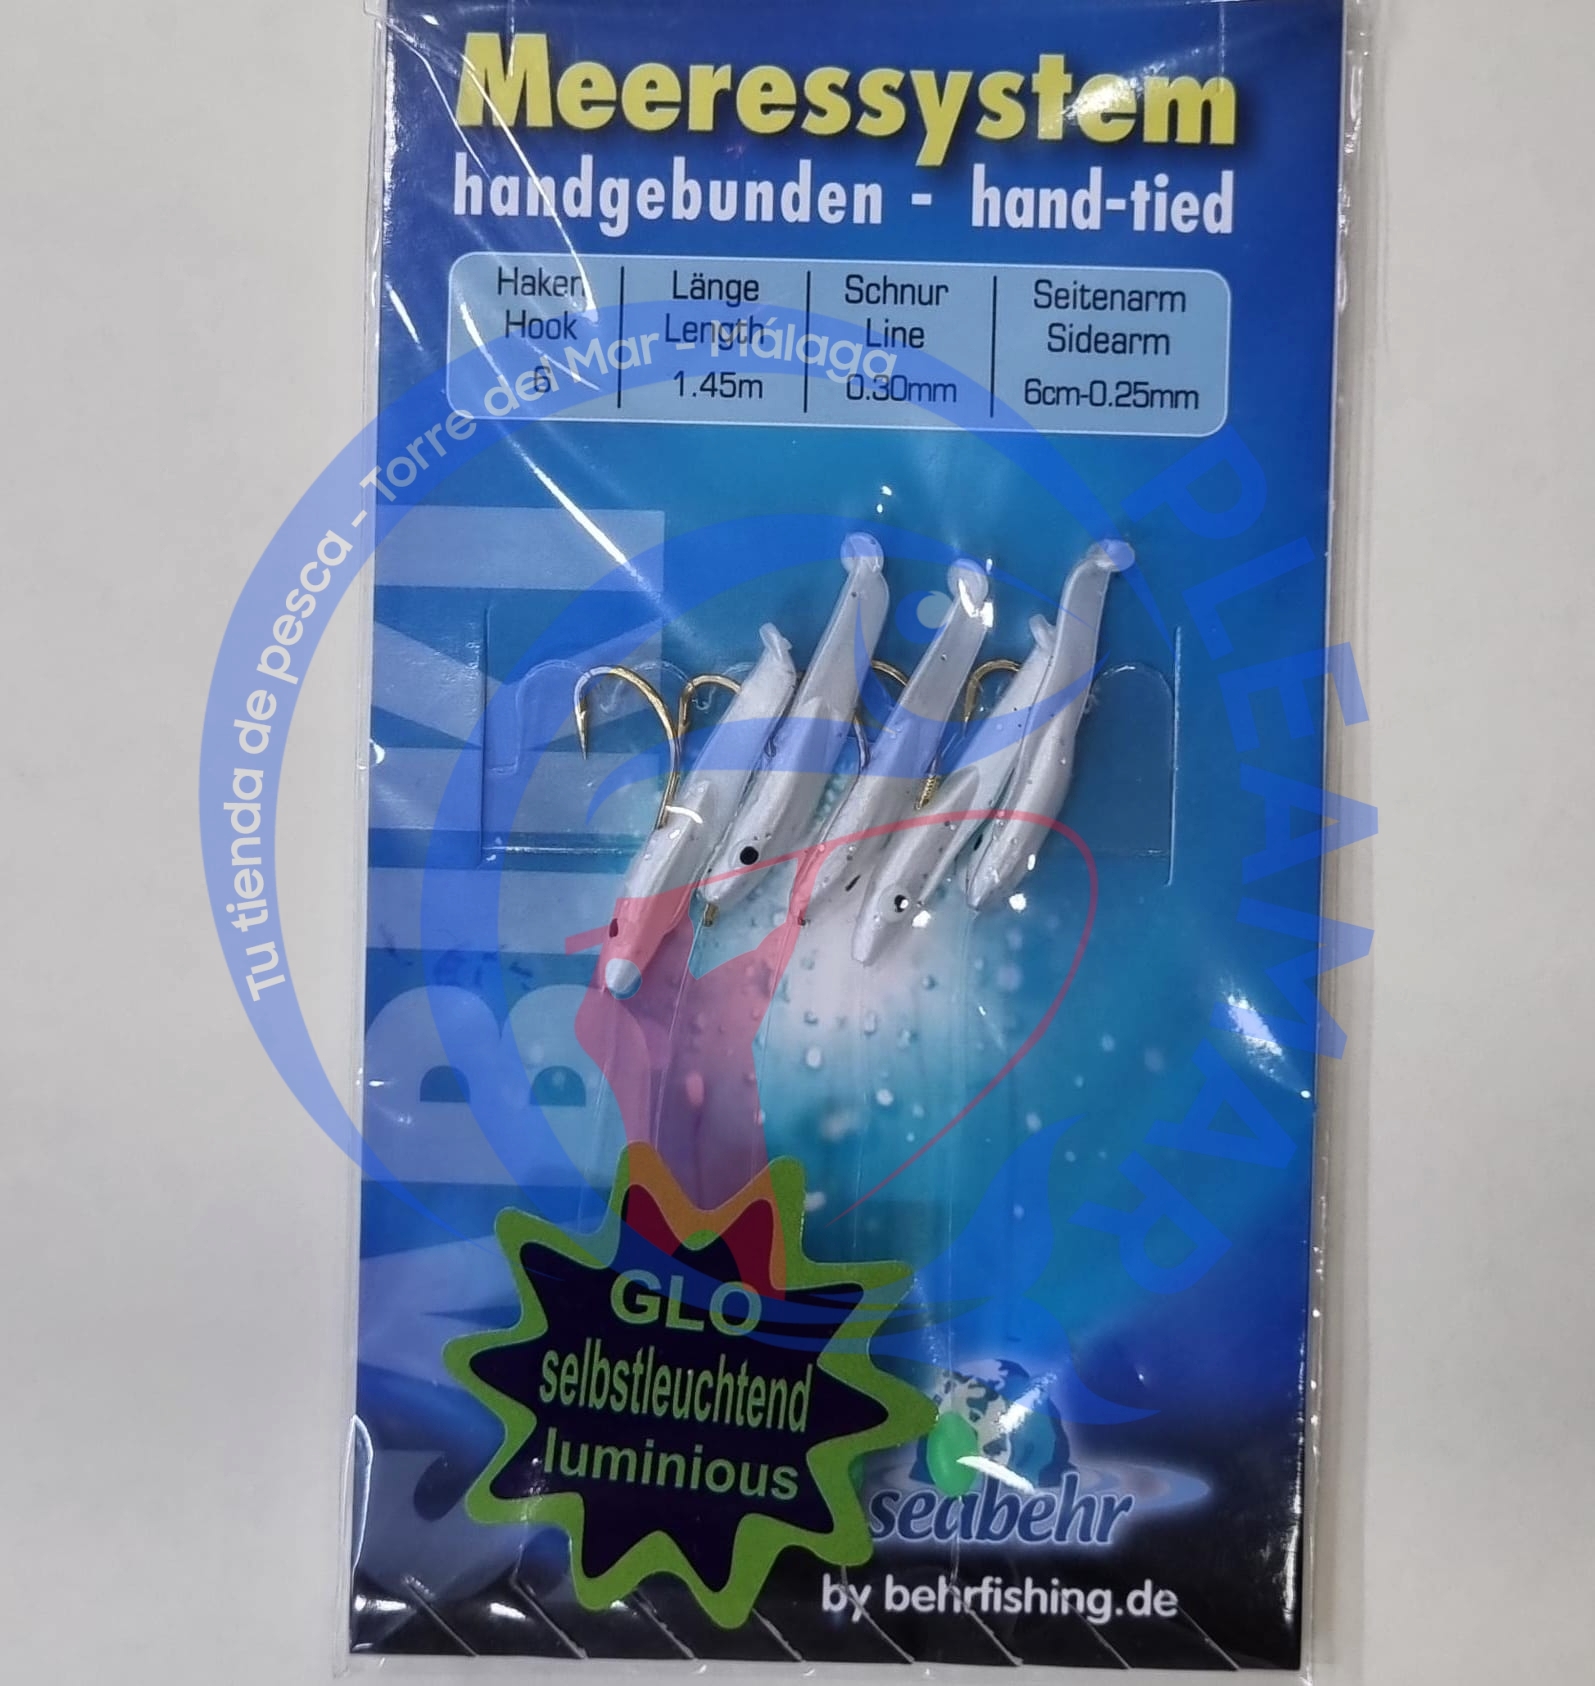 Meeressystem
handgebunden - hand-tied
Haken
Hook
6
Länge
Length
1.45m
Schnur
Line
0.30mm
Seitenarm
Sidearm
6cm-0.25mm
Tu tienda de pesca - Torre del Mar - Málaga
PLEAMAR
GLO
selbstleuchtend
luminious
seabehr
by behrfishing.de